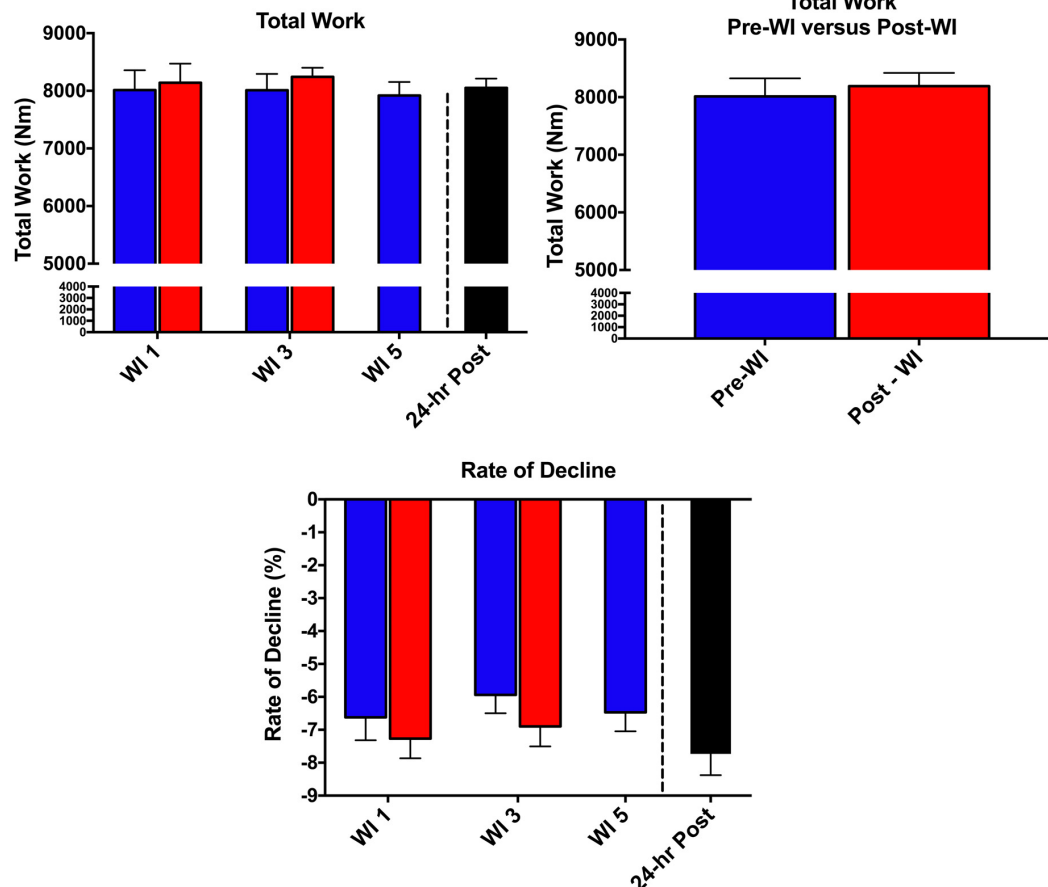 Total Work
Total Work (Nm)
9000
8000
7000
6000
5000
4000
3000
2000
1000
0
WI 1
WI 3
WI 5
24-hr Post
Total Work
Pre-WI versus Post-WI
Total Work (Nm)
9000
8000
7000
6000
5000
4000
3000
2000
1000
0
Pre-WI
Post - WI
Rate of Decline
Rate of Decline (%)
0
-1
-2
-3
-4
-5
-6
-7
-8
-9
WI 1
WI 3
WI 5
24-hr Post